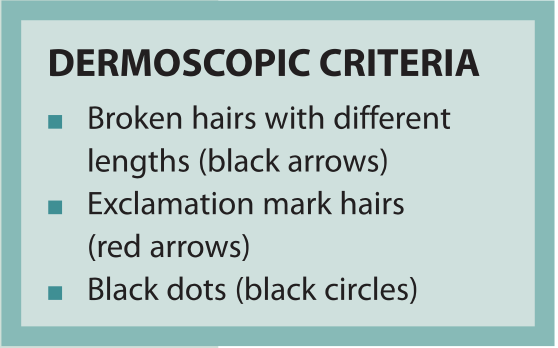 DERMOSCOPIC CRITERIA
■ Broken hairs with different
lengths (black arrows)
■ Exclamation mark hairs
(red arrows)
■ Black dots (black circles)